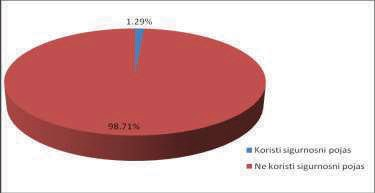 1.29%
98.71%
Koristi sigurnosni pojas
Ne koristi sigurnosni pojas